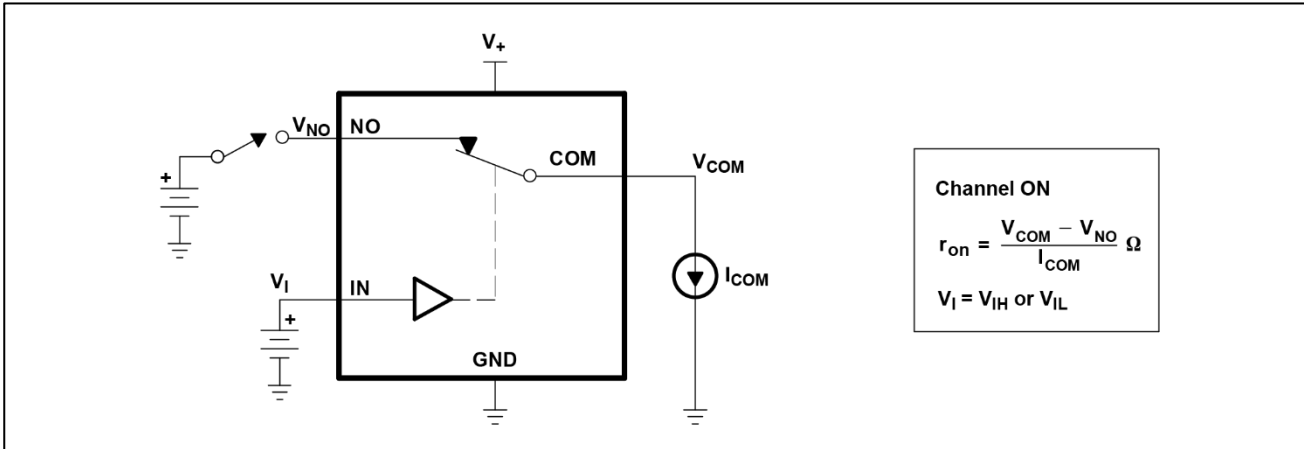 V+
VNO NO
COM
VCOM
+
ICOM
VI
IN
+
GND
Channel ON
ron = VCOM − VNO / ICOM Ω
VI = VIH or VIL